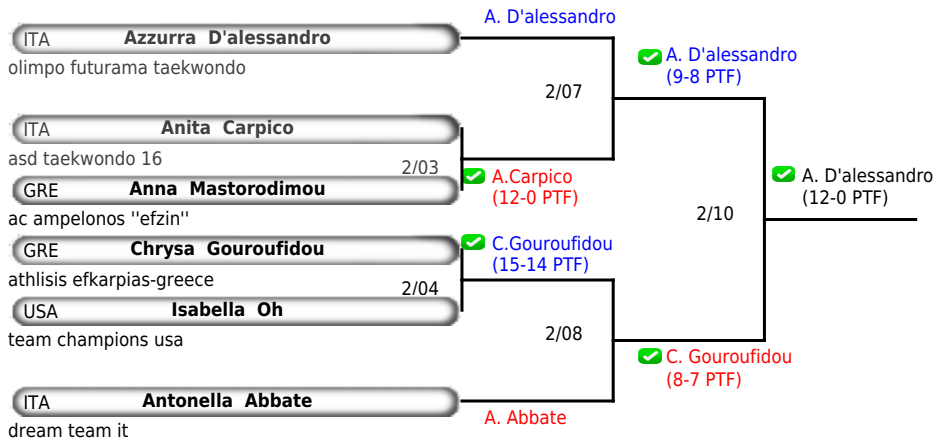 A. D'alessandro
ITA Azzurra D'alessandro
olimpo futurama taekwondo
A. D'alessandro
(9-8 PTF)
2/07
ITA Anita Carpico
asd taekwondo 16
2/03
GRE Anna Mastorodimou
ac ampelonos ''efzin''
A.Carpico
(12-0 PTF)
A. D'alessandro
(12-0 PTF)
2/10
GRE Chrysa Gouroufidou
athlisis efkarpias-greece
C.Gouroufidou
(15-14 PTF)
2/04
USA Isabella Oh
team champions usa
2/08
C. Gouroufidou
(8-7 PTF)
ITA Antonella Abbate
dream team it
A. Abbate